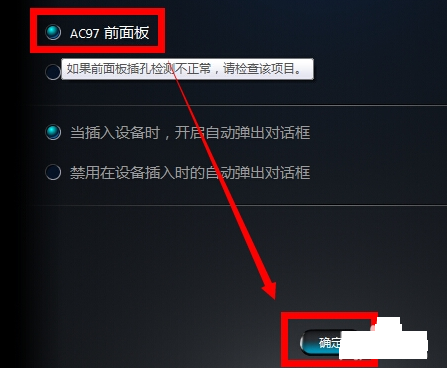 AC97 前面板
如果前面板插孔检测不正常，请检查该项目。
当插入设备时，开启自动弹出对话框
禁用在设备插入时的自动弹出对话框
确定